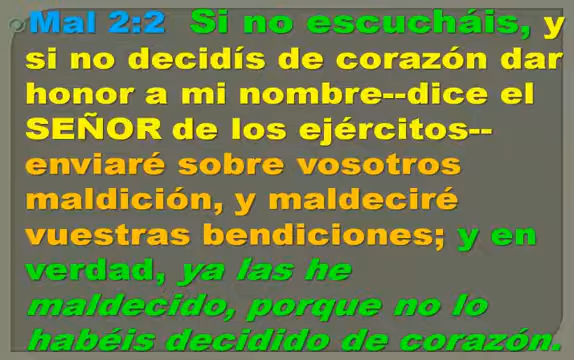 Mal 2:2 Si no escucháis, y
si no decidís de corazón dar
honor a mi nombre--dice el
SEÑOR de los ejércitos--
enviaré sobre vosotros
maldición, y maldeciré
vuestras bendiciones; y en
verdad, ya las he
maldecido, porque no lo
habéis decidido de corazón.